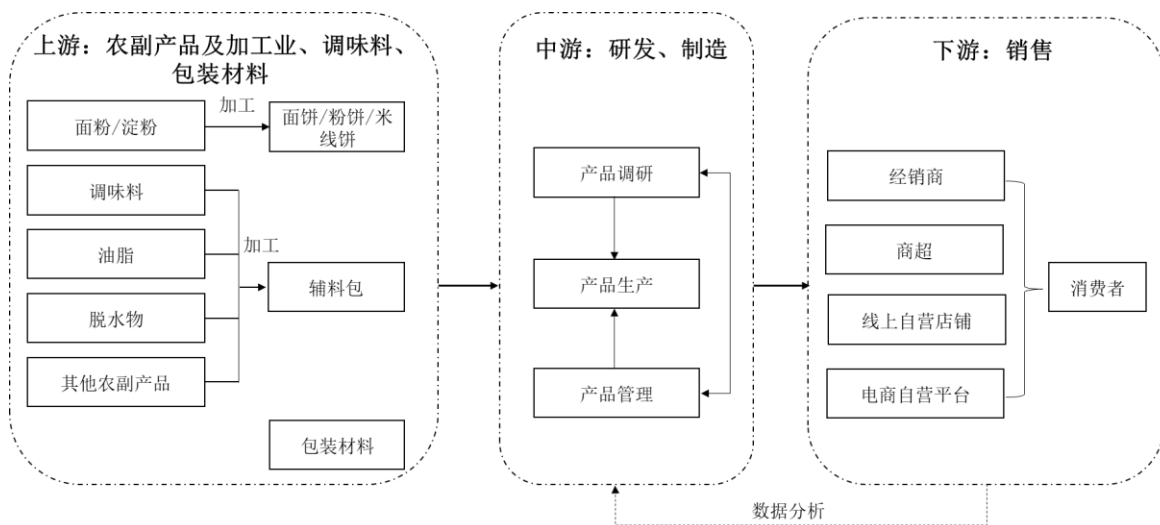 上游：农副产品及加工业、调味料、
包装材料
面粉/淀粉
加工
面饼/粉饼/米
线饼
调味料
油脂
加工
脱水物
辅料包
其他农副产品
包装材料
中游：研发、制造
产品调研
产品生产
产品管理
下游：销售
经销商
商超
线上自营店铺
电商自营平台
消费者
数据分析